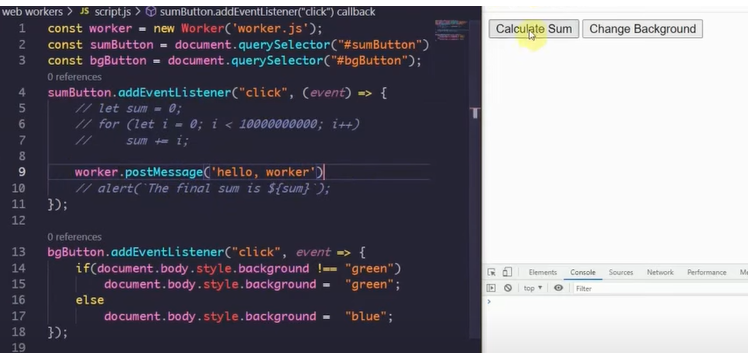 web workers > JS script.js > sumButton.addEventListener("click") callback
1 const worker = new Worker('worker.js');
2 const sumButton = document.querySelector("#sumButton")
3 const bgButton = document.querySelector("#bgButton");
0 references
4 sumButton.addEventListener("click", (event) => {
5 // let sum = 0;
6 // for (let i = 0; i < 10000000000; i++)
7 // sum += i;
8
9 worker.postMessage('hello, worker')
10 // alert(`The final sum is ${sum}`);
11 });
12
0 references
13 bgButton.addEventListener("click", event => {
14 if(document.body.style.background !== "green")
15 document.body.style.background = "green";
16 else
17 document.body.style.background = "blue";
18 });
19
Calculate Sum Change Background
Elements Console Sources Network Performance M
top Filter